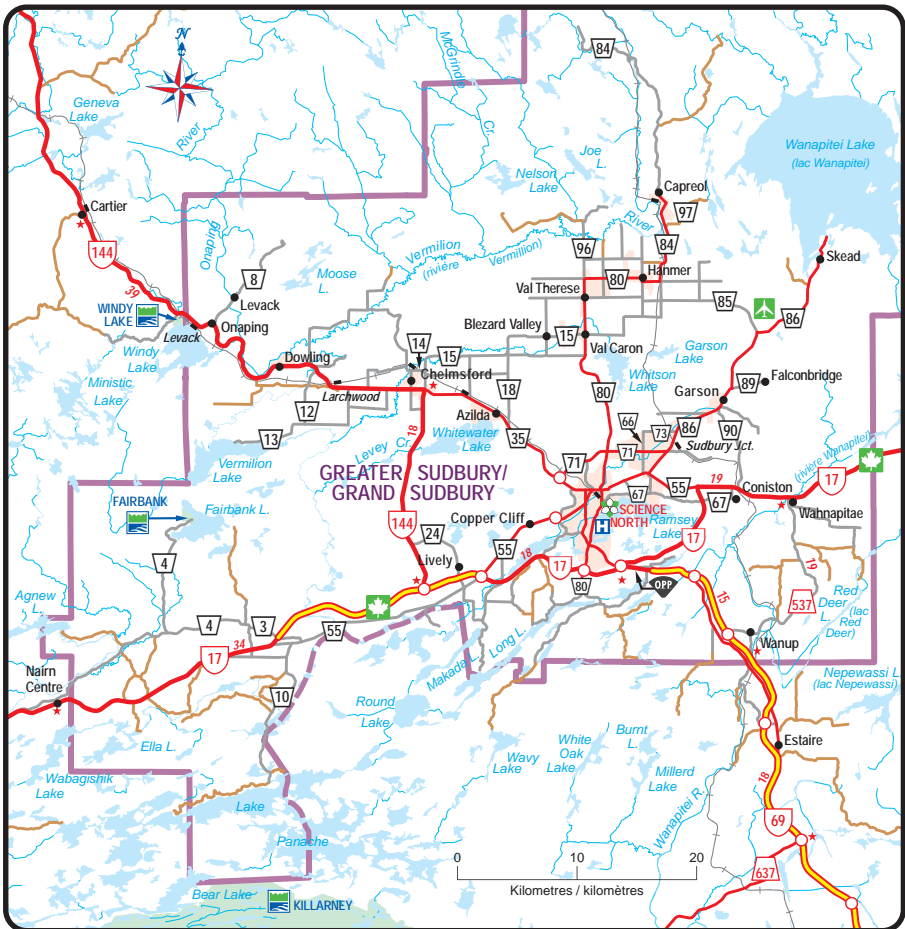 N
McGrindle
Cr.
84
Geneva
Lake
River
Wanapitei Lake
(lac Wanapitei)
Joe
L.
Nelson
Lake
Capreol
97
Cartier
144
39
Onaping
Vermilion
(rivière Vermillion)
River
96
84
8
Moose
L.
80
Hanmer
Skead
Levack
Val Therese
85
86
WINDY
LAKE
Onaping
Levack
Blezard Valley
15
Val Caron
Garson
Lake
14
15
Windy
Lake
Dowling
Chelmsford
Whitson
Lake
Ministic
Lake
Larchwood
18
80
Garson
89
Falconbridge
12
Azilda
66
73
86
90
13
18
Whitewater
Lake
35
Sudbury Jct.
Levey Cr.
71
71
(rivière Wanapitei)
Vermilion
Lake
GREATER SUDBURY/
GRAND SUDBURY
19
17
67
55
67
Coniston
FAIRBANK
Fairbank L.
SCIENCE
NORTH
H
Ramsey
Lake
Wahnapitae
Copper Cliff
144
24
55
17
4
Lively
18
17
19
80
OPP
Agnew
L.
15
537
Red
Deer
L.
(lac
Red
Deer)
4
3
55
34
17
Wanup
Makada L.
Long L.
Nairn
Centre
10
Nepewassi L.
(lac Nepewassi)
Round
Lake
Ella L.
Wavy
Lake
White
Oak
Lake
Burnt
L.
Estaire
Wabagishik
Lake
Millerd
Lake
18
Lake
Wanapitei R.
69
Panache
0
10
20
637
Kilometres / kilomètres
Bear Lake
KILLARNEY